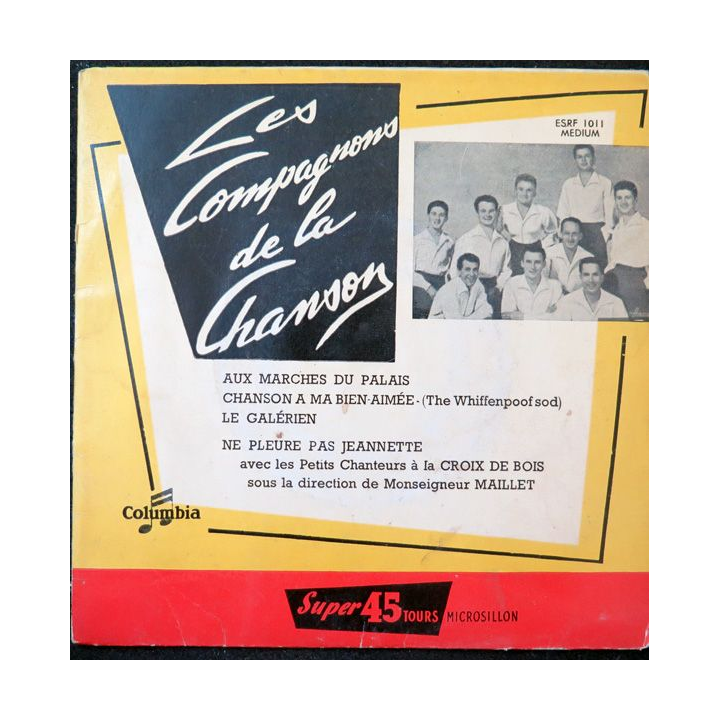 Les
Compagnons
de la
Chanson
ESRF 1011
MEDIUM
AUX MARCHES DU PALAIS
CHANSON A MA BIEN-AIMÉE - (The Whiffenpoof sod)
LE GALÉRIEN
NE PLEURE PAS JEANNETTE
avec les Petits Chanteurs à la CROIX DE BOIS
sous la direction de Monseigneur MAILLET
Columbia
Super 45 TOURS MICROSILLON